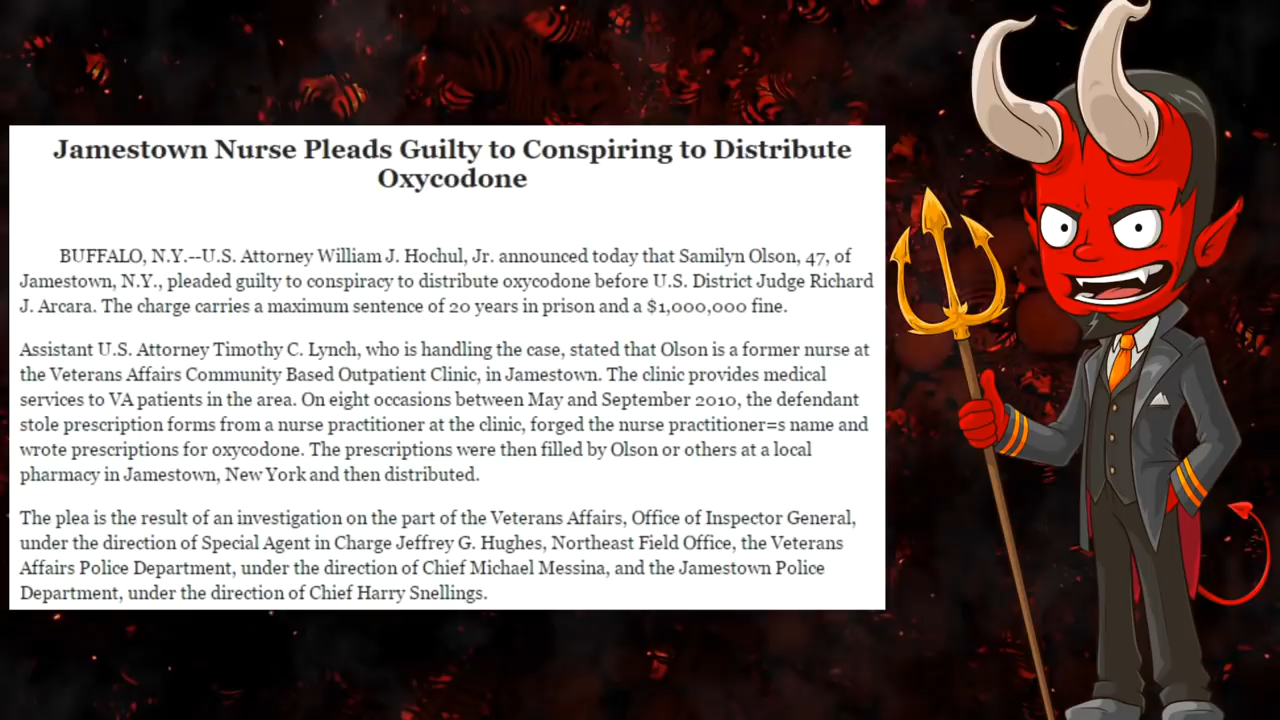 Jamestown Nurse Pleads Guilty to Conspiring to Distribute
Oxycodone
BUFFALO, N.Y.--U.S. Attorney William J. Hochul, Jr. announced today that Samilyn Olson, 47, of
Jamestown, N.Y., pleaded guilty to conspiracy to distribute oxycodone before U.S. District Judge Richard
J. Arcara. The charge carries a maximum sentence of 20 years in prison and a $1,000,000 fine.
Assistant U.S. Attorney Timothy C. Lynch, who is handling the case, stated that Olson is a former nurse at
the Veterans Affairs Community Based Outpatient Clinic, in Jamestown. The clinic provides medical
services to VA patients in the area. On eight occasions between May and September 2010, the defendant
stole prescription forms from a nurse practitioner at the clinic, forged the nurse practitioner=s name and
wrote prescriptions for oxycodone. The prescriptions were then filled by Olson or others at a local
pharmacy in Jamestown, New York and then distributed.
The plea is the result of an investigation on the part of the Veterans Affairs, Office of Inspector General,
under the direction of Special Agent in Charge Jeffrey G. Hughes, Northeast Field Office, the Veterans
Affairs Police Department, under the direction of Chief Michael Messina, and the Jamestown Police
Department, under the direction of Chief Harry Snellings.